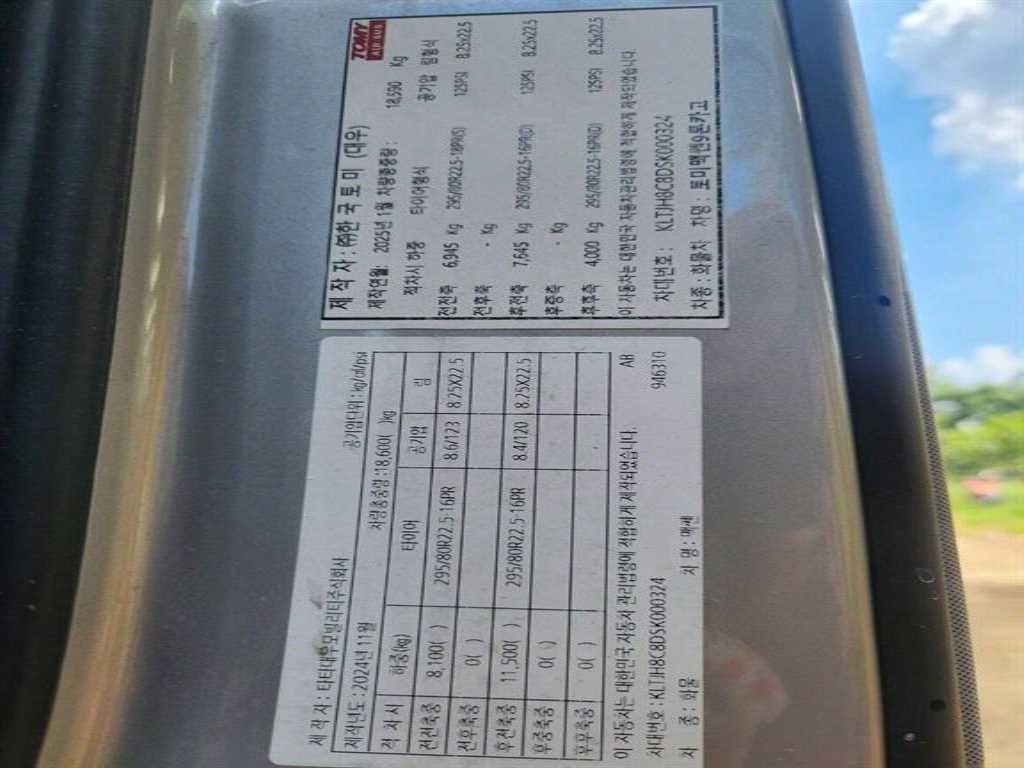 제 작 자 : 타타대우모빌리티주식회사
제작년도 : 2024년 11월 공기압단위 : kg/㎠/psi
차량총중량 : 18,600( )kg
적 차 시 하중(kg) 타이어 공기압 림
전전축중 8,100( ) 295/80R22.5-16PR 8.6/123 8.25X22.5
전후축중 0( )
후전축중 11,500( ) 295/80R22.5-16PR 8.4/120 8.25X22.5
후중축중 0( )
후후축중 0( )
이 자동차는 대한민국 자동차 관리법령에 적합하게 제작되었습니다. AB
차대번호 : KLTJH8C8DSK000324 946310
차 종 : 화물 차 명 : 맥쎈
TOMY
AIR SUS
제 작 자 : ㈜한 국 토 미 (대우)
제작연월 : 2025년 1월 차량총중량 : 18,590 Kg
적차시 하중 타이어형식 공기압 림형식
전전축 6,945 Kg 295/80R22.5-16PR(S) 125PSI 8.25x22.5
전후축 - Kg
후전축 7,645 Kg 295/80R22.5-16PR(D) 125PSI 8.25x22.5
후중축 - Kg
후후축 4,000 Kg 295/80R22.5-16PR(D) 125PSI 8.25x22.5
이 자동차는 대한민국 자동차관리법령에 적합하게 제작되었습니다.
차대번호 : KLTJH8C8DSK000324
차종 : 화물차 차명 : 토미맥쎈9톤카고